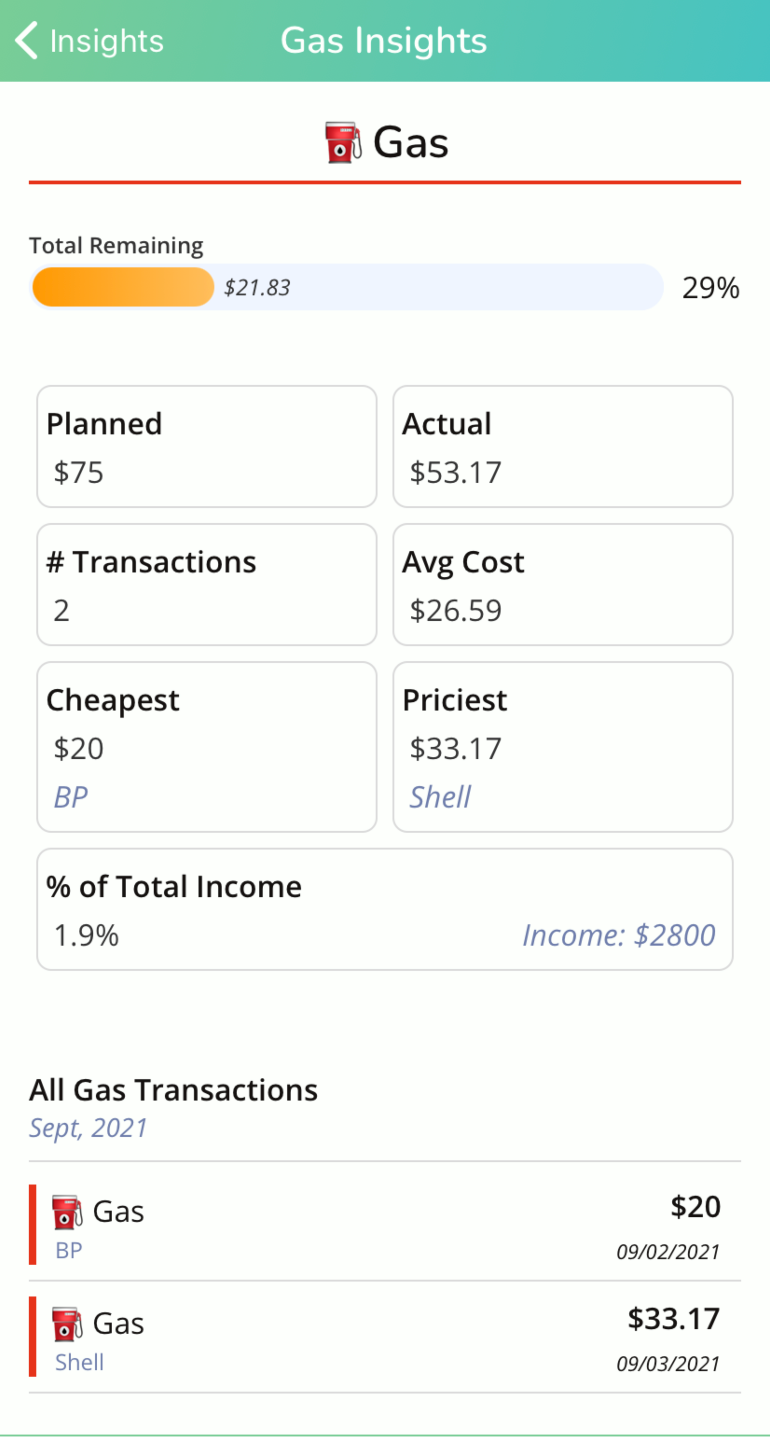 Insights
Gas Insights
Gas
Total Remaining
$21.83
29%
Planned
$75
Actual
$53.17
# Transactions
2
Avg Cost
$26.59
Cheapest
$20
BP
Priciest
$33.17
Shell
% of Total Income
1.9%
Income: $2800
All Gas Transactions
Sept, 2021
Gas
$20
BP
09/02/2021
Gas
$33.17
Shell
09/03/2021